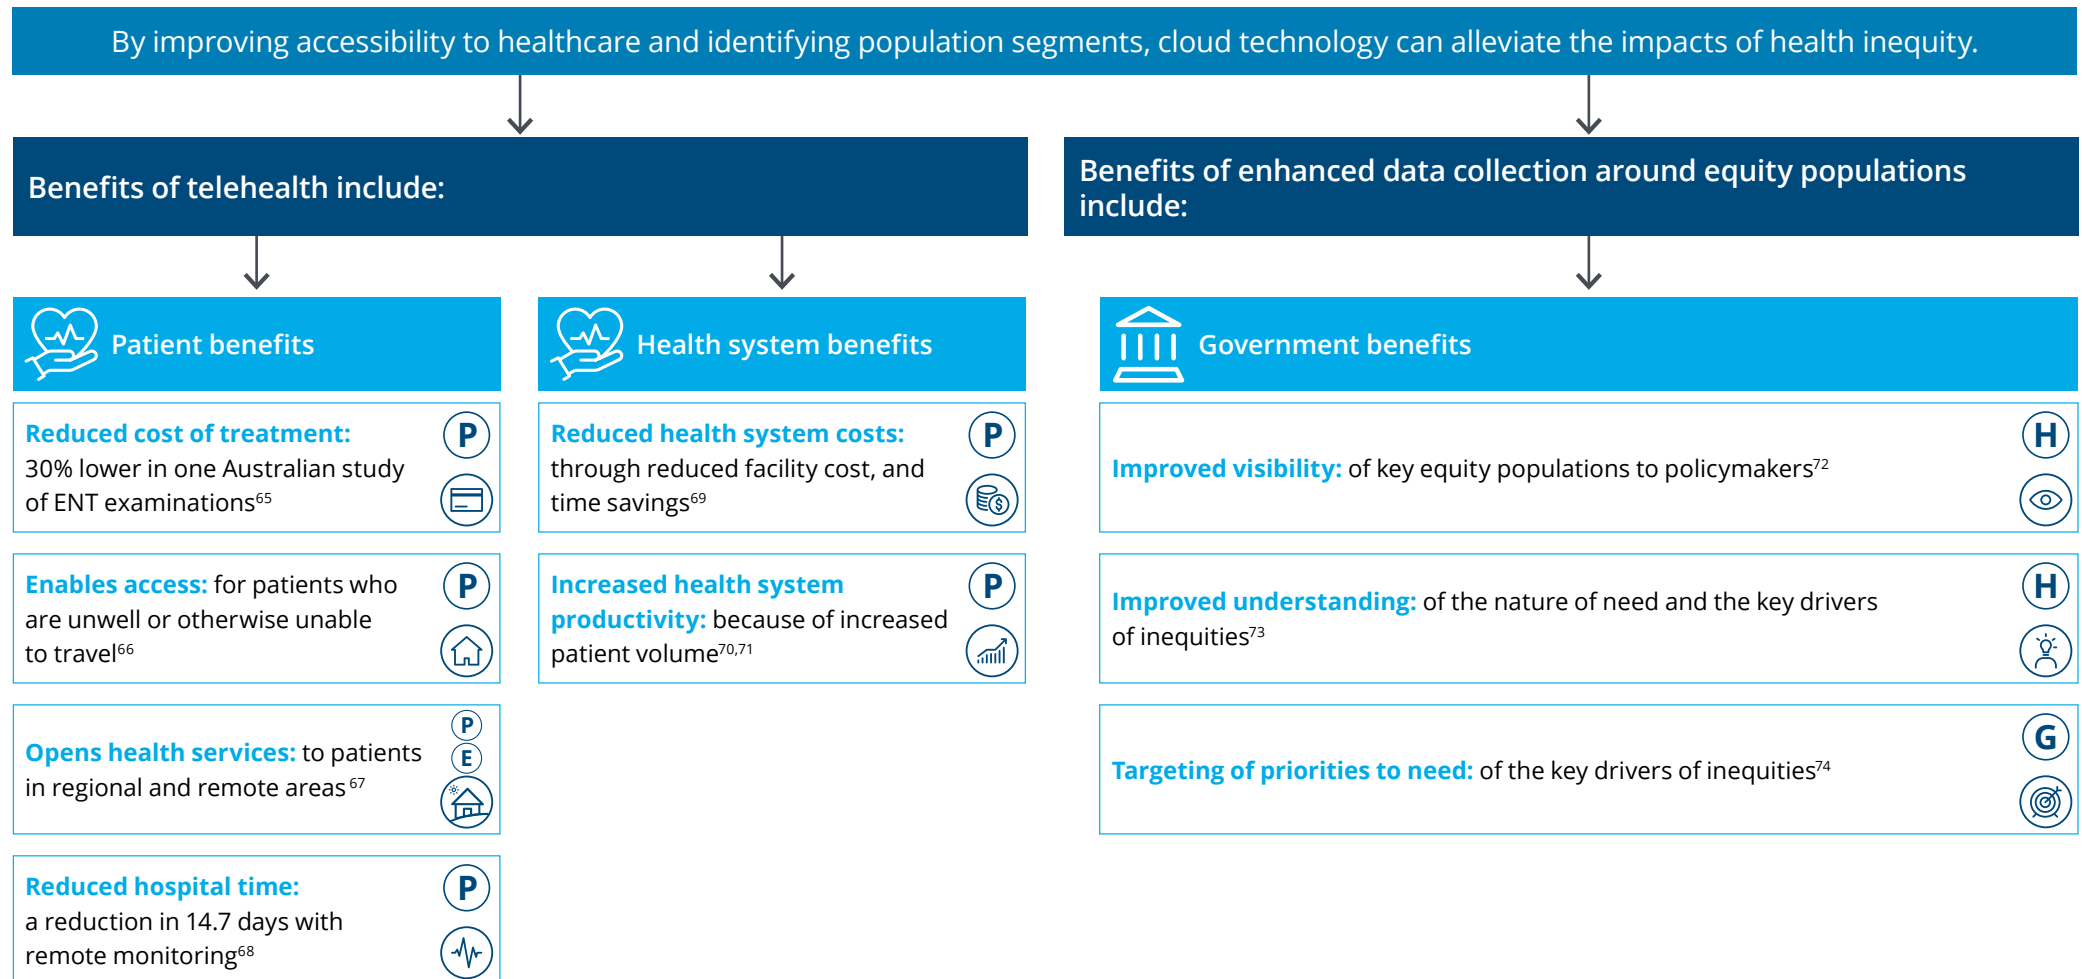 By improving accessibility to healthcare and identifying population segments, cloud technology can alleviate the impacts of health inequity.
Benefits of telehealth include:
Patient benefits
Reduced cost of treatment:
30% lower in one Australian study
of ENT examinations⁶⁵
P
Enables access: for patients who
are unwell or otherwise unable
to travel⁶⁶
P
Opens health services: to patients
in regional and remote areas⁶⁷
P
E
Reduced hospital time:
a reduction in 14.7 days with
remote monitoring⁶⁸
P
Health system benefits
Reduced health system costs:
through reduced facility cost, and
time savings⁶⁹
P
$
Increased health system
productivity: because of increased
patient volume⁷⁰,⁷¹
P
Benefits of enhanced data collection around equity populations
include:
Government benefits
Improved visibility: of key equity populations to policymakers⁷²
H
Improved understanding: of the nature of need and the key drivers
of inequities⁷³
H
Targeting of priorities to need: of the key drivers of inequities⁷⁴
G